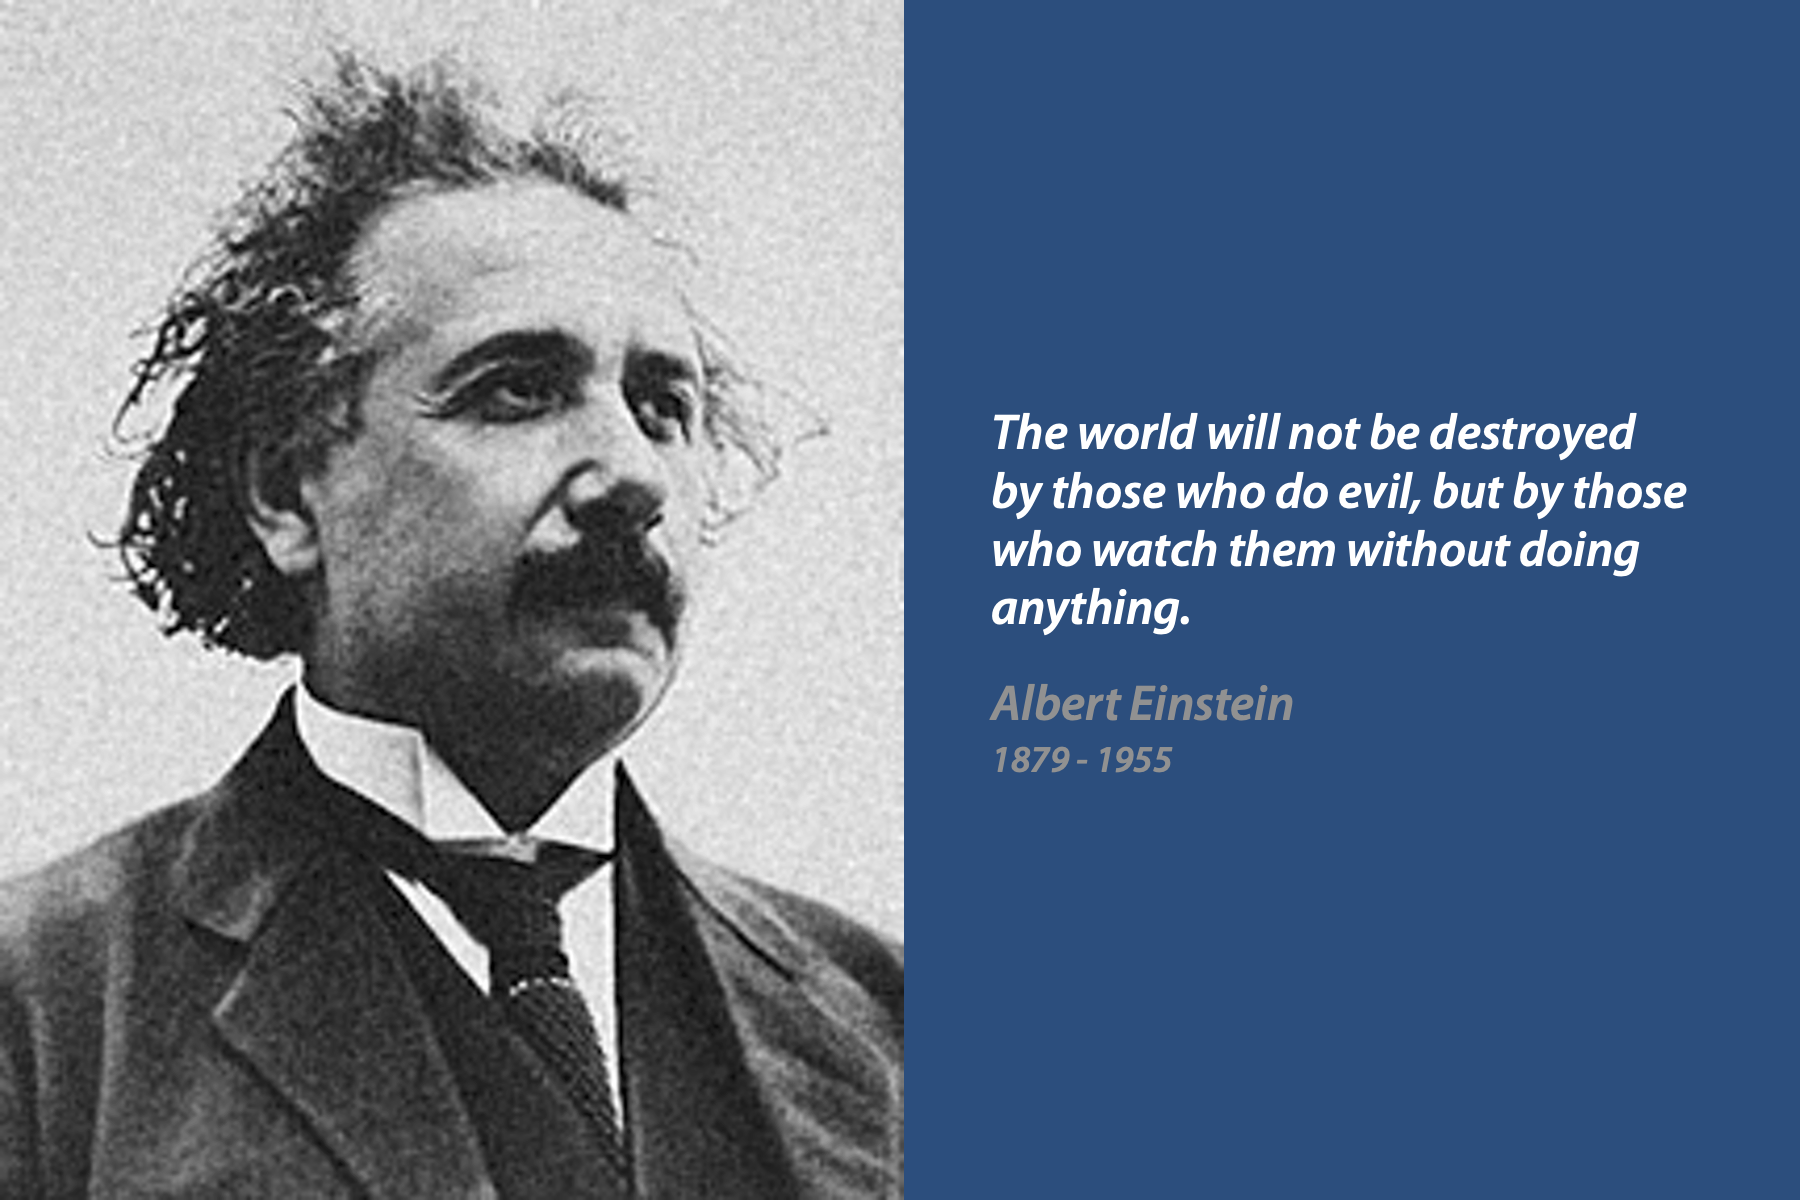 The world will not be destroyed
by those who do evil, but by those
who watch them without doing
anything.
Albert Einstein
1879 - 1955